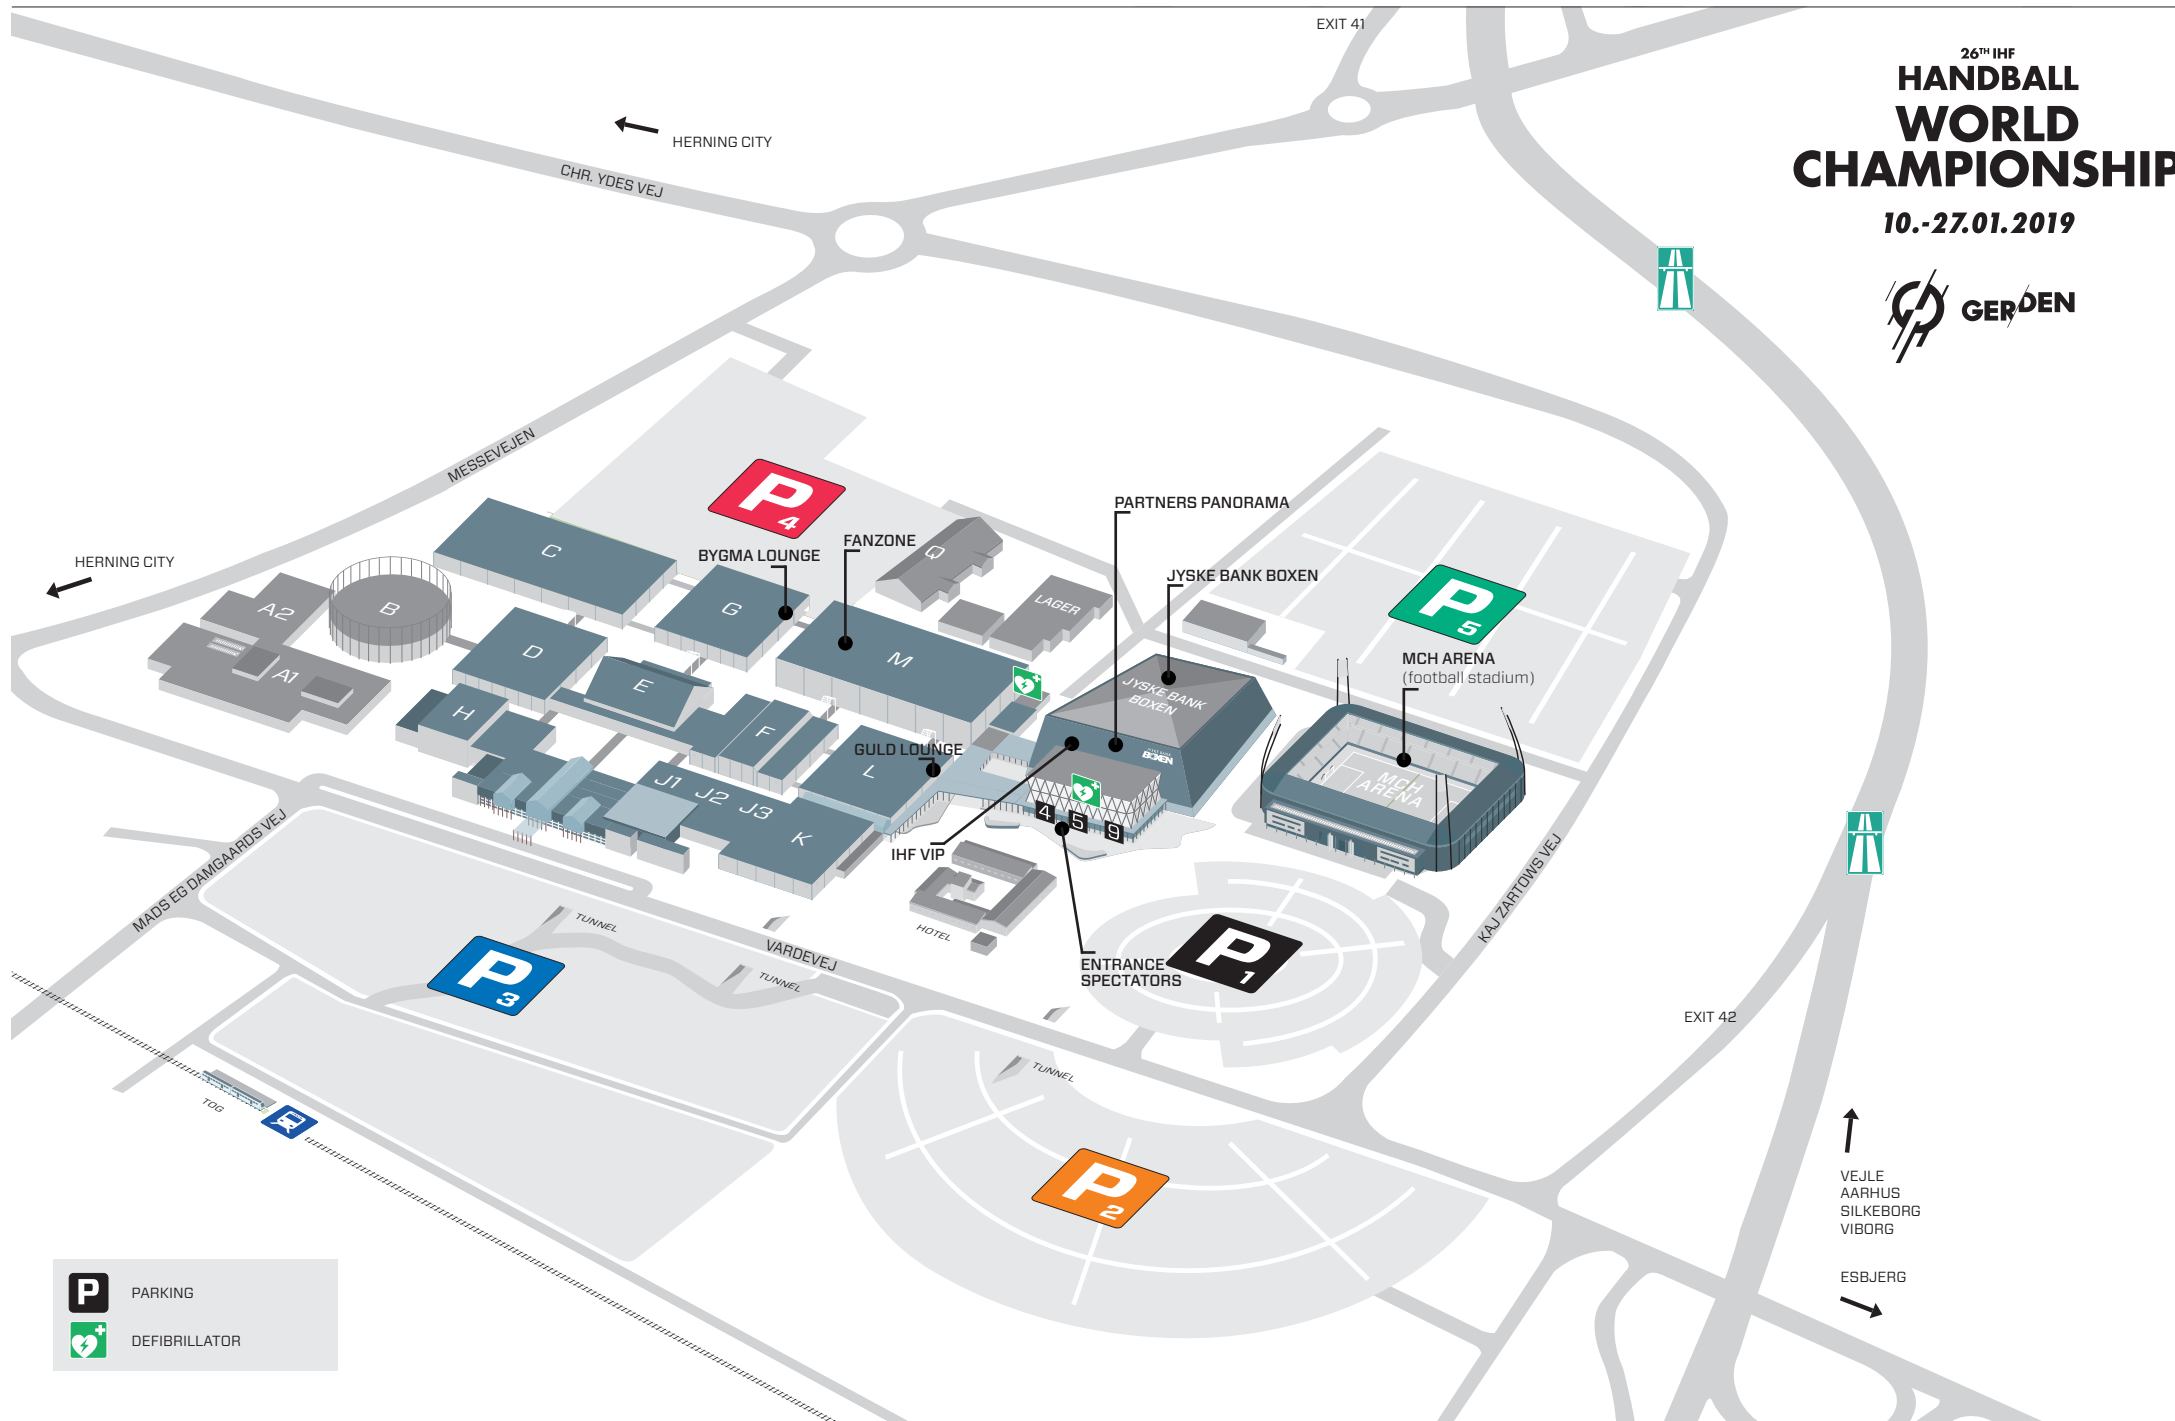 EXIT 41
26TH IHF
HANDBALL
WORLD
CHAMPIONSHIP
10.-27.01.2019
GER/DEN
HERNING CITY
CHR. YDES VEJ
MESSEVEJEN
HERNING CITY
P
4
PARTNERS PANORAMA
FANZONE
BYGMA LOUNGE
JYSKE BANK BOXEN
C
Q
G
LAGER
A2
B
D
M
A1
E
H
F
L
J1
J2
J3
K
P
5
MCH ARENA
(football stadium)
JYSKE BANK
BOXEN
BOXEN
GULD LOUNGE
MCH
ARENA
4
5
9
IHF VIP
MADS EG DAMGAARDS VEJ
KAJ ZARTOWS VEJ
TUNNEL
HOTEL
VARDEVEJ
ENTRANCE
SPECTATORS
P
1
P
3
TUNNEL
EXIT 42
TUNNEL
TOG
P
2
VEJLE
AARHUS
SILKEBORG
VIBORG
ESBJERG
P
PARKING
DEFIBRILLATOR